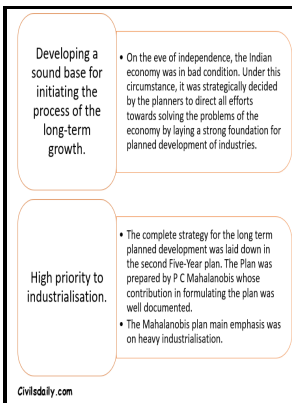 Developing a
sound base for
initiating the
process of the
long-term
growth.
• On the eve of independence, the Indian
economy was in bad condition. Under this
circumstance, it was strategically decided
by the planners to direct all efforts
towards solving the problems of the
economy by laying a strong foundation for
planned development of industries.
High priority to
industrialisation.
• The complete strategy for the long term
planned development was laid down in
the second Five-Year plan. The Plan was
prepared by P C Mahalanobis whose
contribution in formulating the plan was
well documented.
• The Mahalanobis plan main emphasis was
on heavy industrialisation.
Civilsdaily.com